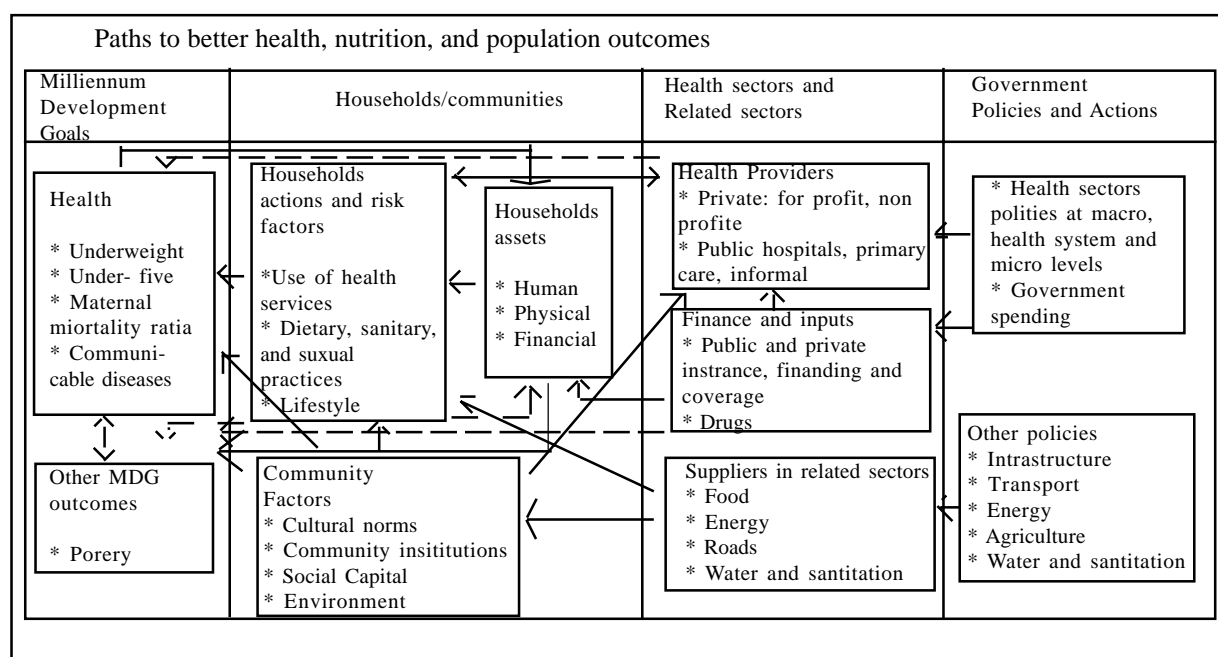 Paths to better health, nutrition, and population outcomes
Milliennum
Development
Goals
Households/communities
Health sectors and
Related sectors
Government
Policies and Actions
Health
* Underweight
* Under- five
* Maternal
miortality ratia
* Communi-
cable diseases
Households
actions and risk
factors
*Use of health
services
* Dietary, sanitary,
and suxual
practices
* Lifestyle
Households
assets
* Human
* Physical
* Financial
Health Providers
* Private: for profit, non
profite
* Public hospitals, primary
care, informal
* Health sectors
polities at macro,
health system and
micro levels
* Government
spending
Finance and inputs
* Public and private
instrance, finanding and
coverage
* Drugs
Other MDG
outcomes
* Porery
Community
Factors
* Cultural norms
* Community insititutions
* Social Capital
* Environment
Suppliers in related sectors
* Food
* Energy
* Roads
* Water and santitation
Other policies
* Intrastructure
* Transport
* Energy
* Agriculture
* Water and santitation